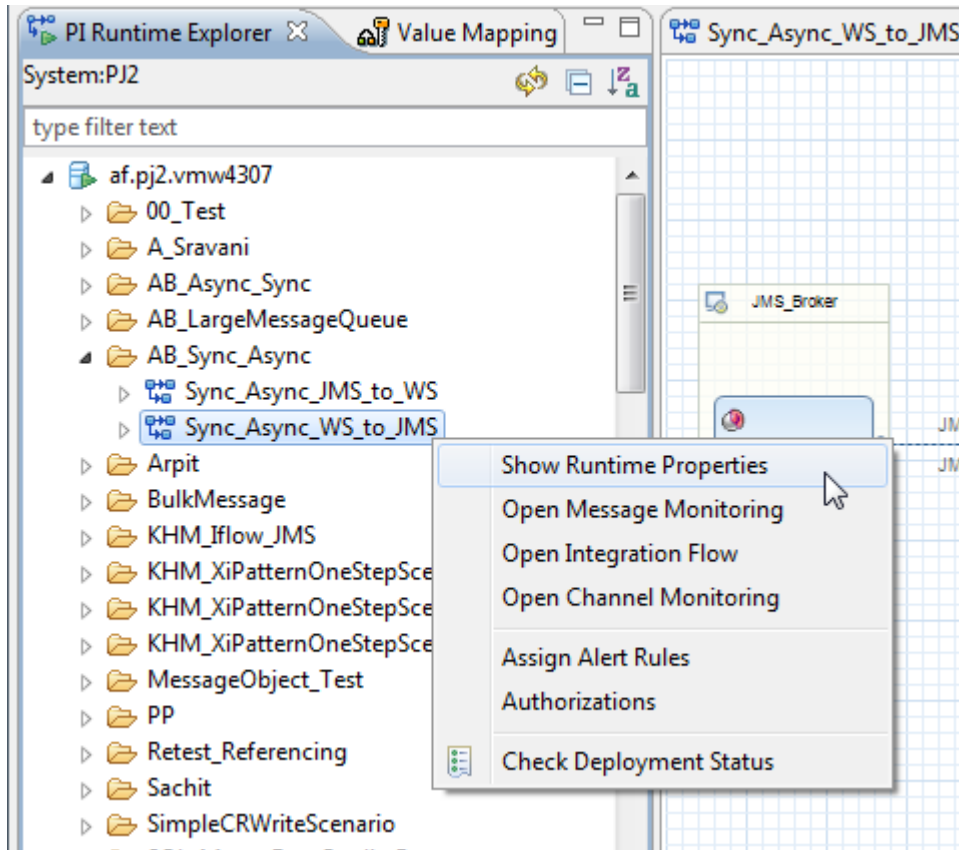 PI Runtime Explorer
Value Mapping
Sync_Async_WS_to_JMS
System:PJ2
type filter text
af.pj2.vmw4307
00_Test
A_Sravani
AB_Async_Sync
AB_LargeMessageQueue
AB_Sync_Async
Sync_Async_JMS_to_WS
Sync_Async_WS_to_JMS
Arpit
BulkMessage
KHM_Iflow_JMS
KHM_XiPatternOneStepSce
KHM_XiPatternOneStepSce
KHM_XiPatternOneStepSce
MessageObject_Test
PP
Retest_Referencing
Sachit
SimpleCRWriteScenario
Show Runtime Properties
Open Message Monitoring
Open Integration Flow
Open Channel Monitoring
Assign Alert Rules
Authorizations
Check Deployment Status
JMS_Broker
JM
JM